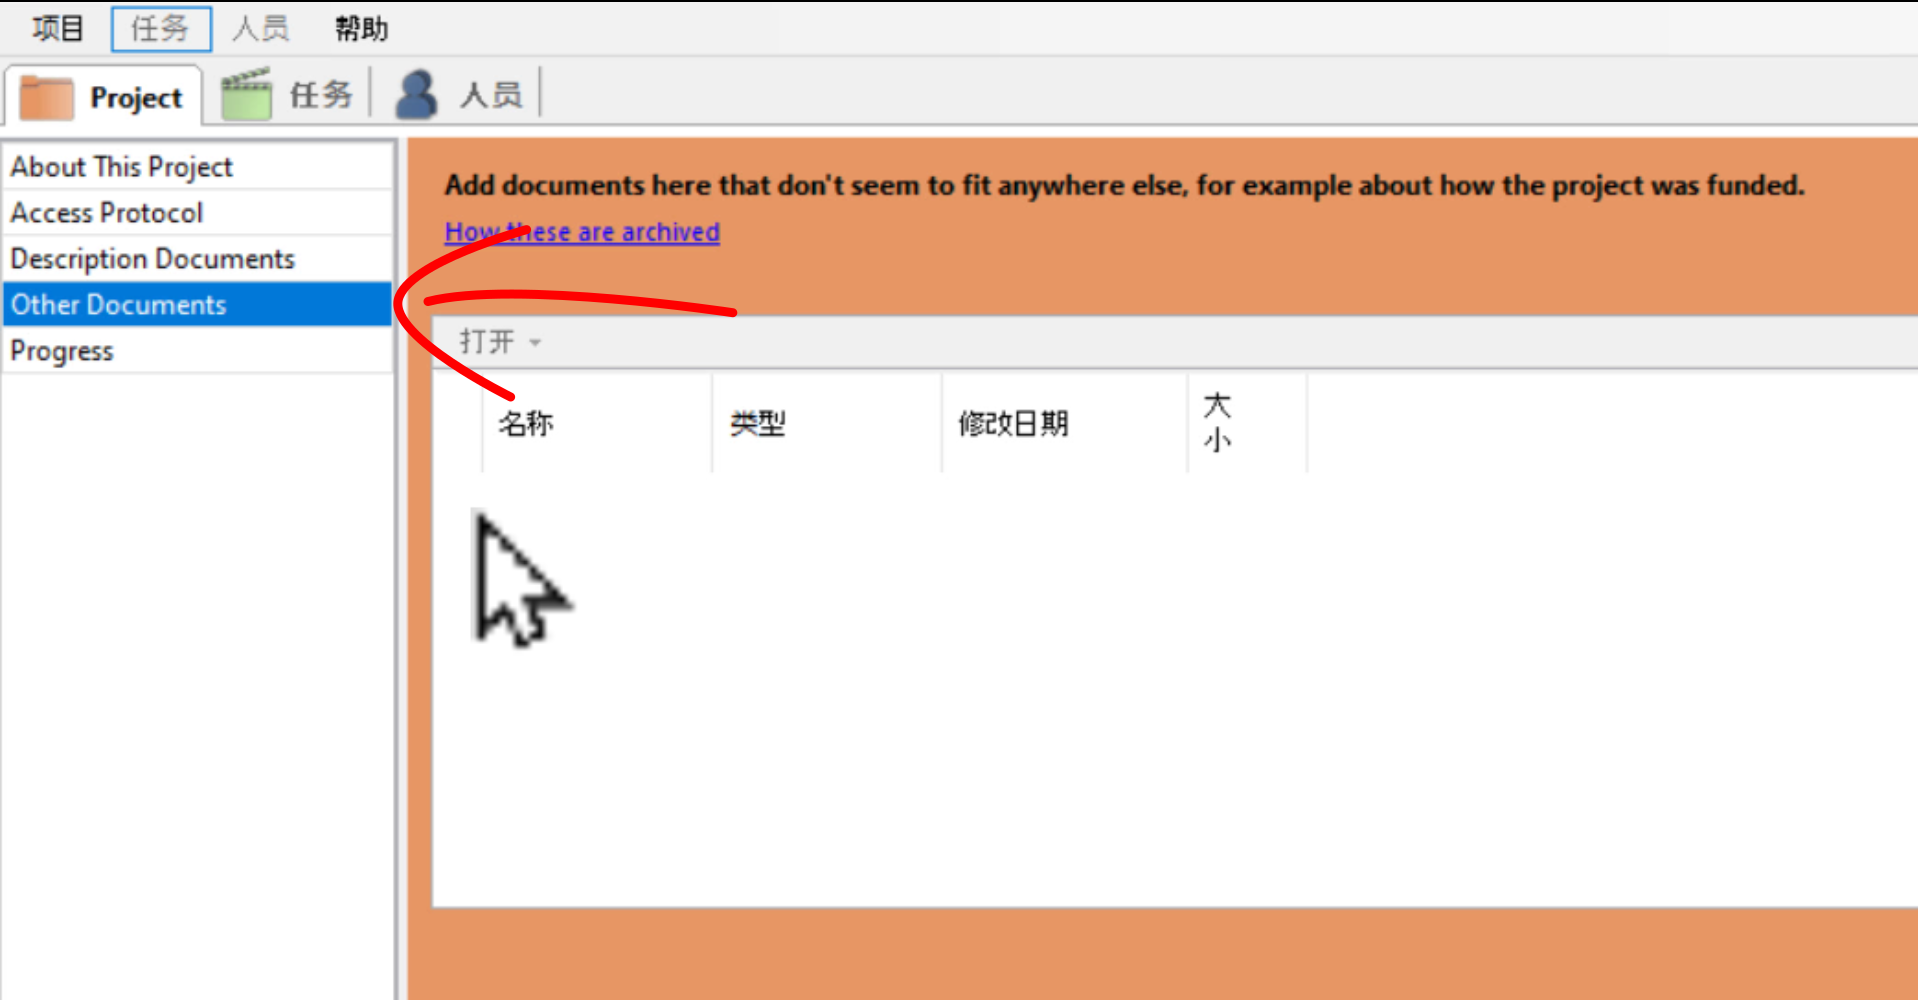 项目 任务 人员 帮助
Project 任务 人员
About This Project
Access Protocol
Description Documents
Other Documents
Progress
Add documents here that don't seem to fit anywhere else, for example about how the project was funded.
How these are archived
打开
名称 类型 修改日期 大小